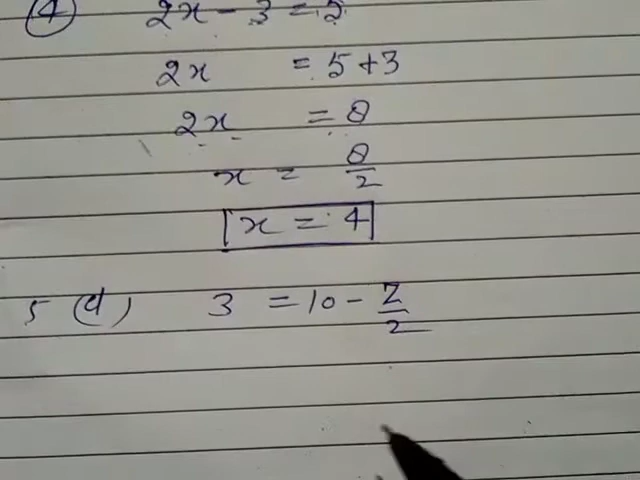 4 2x - 3 = 5
2x = 5 + 3
2x = 8
x = 8/2
x = 4
5 (d) 3 = 10 - z/2